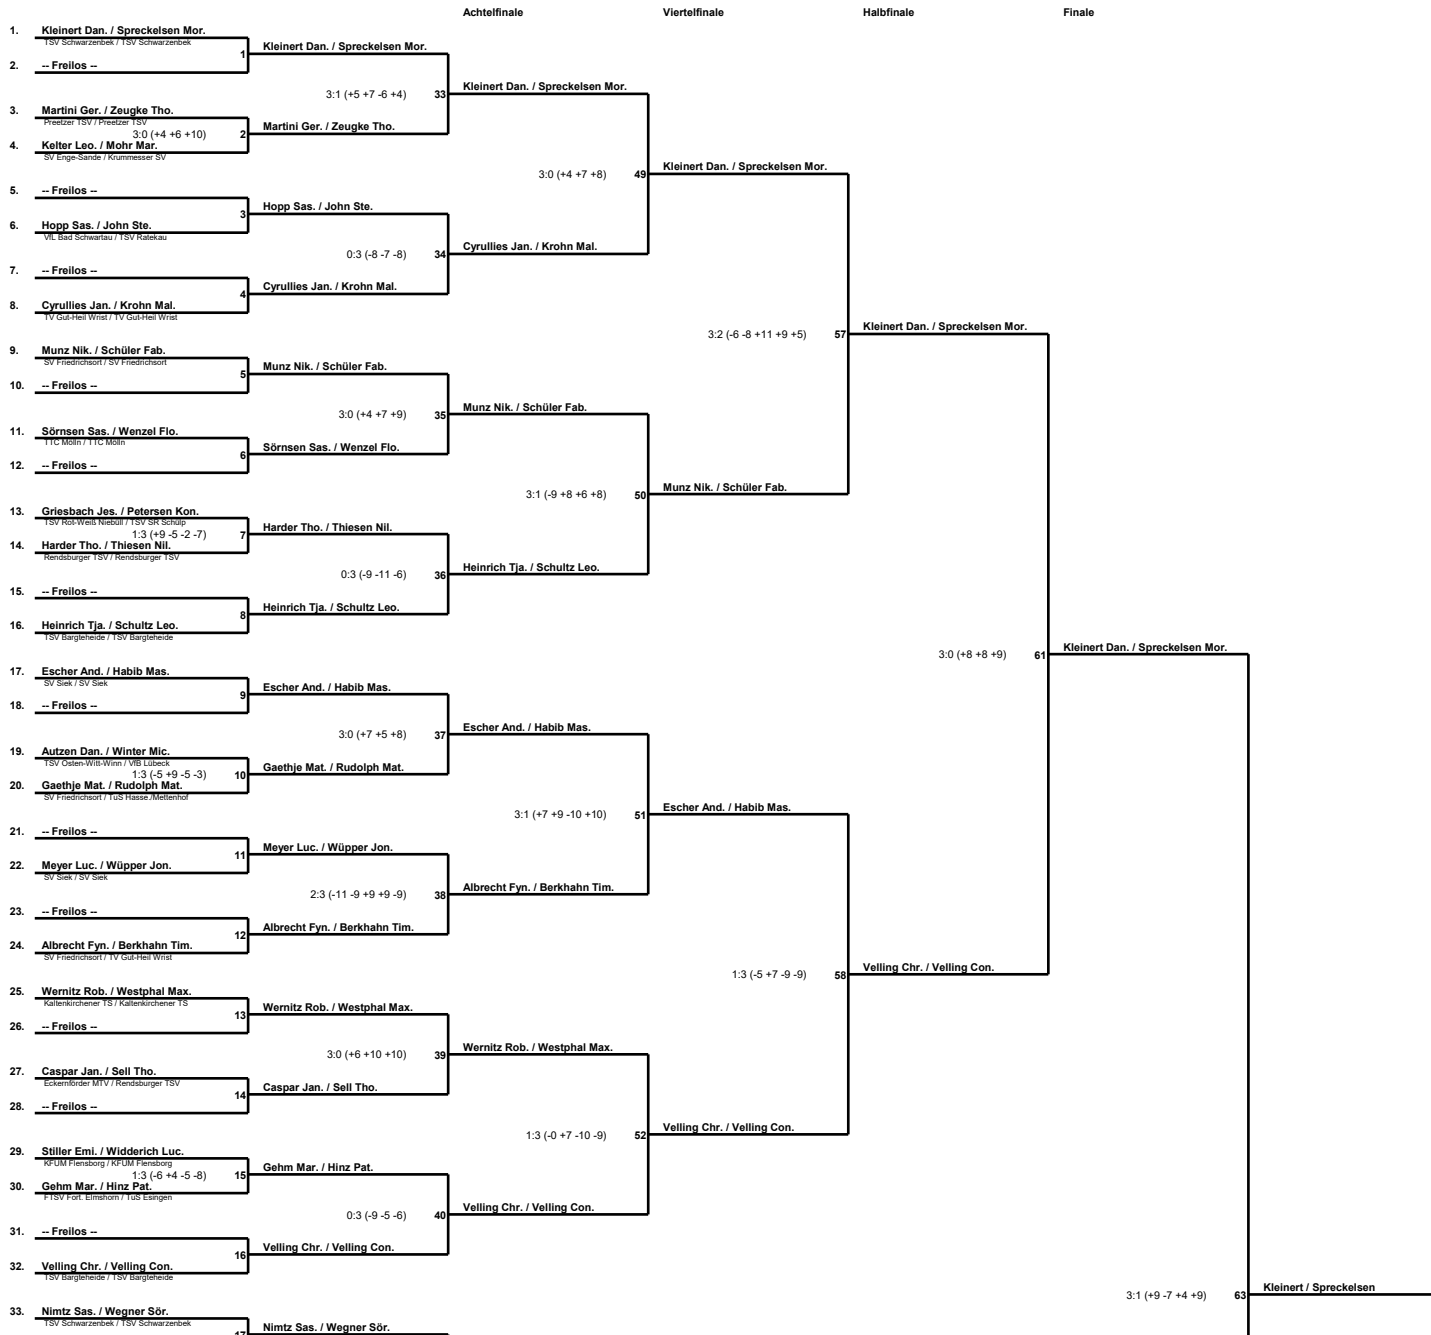 Achtelfinale
Viertelfinale
Halbfinale
Finale
1. Kleinert Dan. / Spreckelsen Mor.
TSV Schwarzenbek / TSV Schwarzenbek
1
2. -- Freilos --
Kleinert Dan. / Spreckelsen Mor.
3:1 (+5 +7 -6 +4) 33
3. Martini Ger. / Zeugke Tho.
Preetzer TSV / Preetzer TSV
3:0 (+4 +6 +10) 2
4. Kelter Leo. / Mohr Mar.
SV Enge-Sande / Krummesser SV
Martini Ger. / Zeugke Tho.
Kleinert Dan. / Spreckelsen Mor.
3:0 (+4 +7 +8) 49
5. -- Freilos --
3
6. Hopp Sas. / John Ste.
VfL Bad Schwartau / TSV Ratekau
Hopp Sas. / John Ste.
0:3 (-8 -7 -8) 34
7. -- Freilos --
4
8. Cyrullies Jan. / Krohn Mal.
TV Gut-Heil Wrist / TV Gut-Heil Wrist
Cyrullies Jan. / Krohn Mal.
Cyrullies Jan. / Krohn Mal.
Kleinert Dan. / Spreckelsen Mor.
3:2 (-6 -8 +11 +9 +5) 57
9. Munz Nik. / Schüler Fab.
SV Friedrichsort / SV Friedrichsort
5
10. -- Freilos --
Munz Nik. / Schüler Fab.
3:0 (+4 +7 +9) 35
11. Sörnsen Sas. / Wenzel Flo.
TTC Mölln / TTC Mölln
6
12. -- Freilos --
Sörnsen Sas. / Wenzel Flo.
Munz Nik. / Schüler Fab.
3:1 (-9 +8 +6 +8) 50
13. Griesbach Jes. / Petersen Kon.
TSV Rot-Weiß Niebüll / TSV SR Schülp
1:3 (+9 -5 -2 -7) 7
14. Harder Tho. / Thiesen Nil.
Rendsburger TSV / Rendsburger TSV
Harder Tho. / Thiesen Nil.
0:3 (-9 -11 -6) 36
15. -- Freilos --
8
16. Heinrich Tja. / Schultz Leo.
TSV Bargteheide / TSV Bargteheide
Heinrich Tja. / Schultz Leo.
Heinrich Tja. / Schultz Leo.
Munz Nik. / Schüler Fab.
Kleinert Dan. / Spreckelsen Mor.
3:0 (+8 +8 +9) 61
17. Escher And. / Habib Mas.
SV Siek / SV Siek
9
18. -- Freilos --
Escher And. / Habib Mas.
3:0 (+7 +5 +8) 37
19. Autzen Dan. / Winter Mic.
TSV Osten-Witt-Winn / VfB Lübeck
1:3 (-5 +9 -5 -3) 10
20. Gaethje Mat. / Rudolph Mat.
SV Friedrichsort / TuS Hasse./Mettenhof
Gaethje Mat. / Rudolph Mat.
Escher And. / Habib Mas.
3:1 (+7 +9 -10 +10) 51
21. -- Freilos --
11
22. Meyer Luc. / Wüpper Jon.
SV Siek / SV Siek
Meyer Luc. / Wüpper Jon.
2:3 (-11 -9 +9 +9 -9) 38
23. -- Freilos --
12
24. Albrecht Fyn. / Berkhahn Tim.
SV Friedrichsort / TV Gut-Heil Wrist
Albrecht Fyn. / Berkhahn Tim.
Albrecht Fyn. / Berkhahn Tim.
Escher And. / Habib Mas.
1:3 (-5 +7 -9 -9) 58
25. Wernitz Rob. / Westphal Max.
Kaltenkirchener TS / Kaltenkirchener TS
13
26. -- Freilos --
Wernitz Rob. / Westphal Max.
3:0 (+6 +10 +10) 39
27. Caspar Jan. / Sell Tho.
Eckernförder MTV / Rendsburger TSV
14
28. -- Freilos --
Caspar Jan. / Sell Tho.
Wernitz Rob. / Westphal Max.
1:3 (-0 +7 -10 -9) 52
29. Stiller Emi. / Widderich Luc.
KFUM Flensborg / KFUM Flensborg
1:3 (-6 +4 -5 -8) 15
30. Gehm Mar. / Hinz Pat.
FTSV Fort. Elmshorn / TuS Esingen
Gehm Mar. / Hinz Pat.
0:3 (-9 -5 -6) 40
31. -- Freilos --
16
32. Velling Chr. / Velling Con.
TSV Bargteheide / TSV Bargteheide
Velling Chr. / Velling Con.
Velling Chr. / Velling Con.
Velling Chr. / Velling Con.
Velling Chr. / Velling Con.
Kleinert Dan. / Spreckelsen Mor.
3:1 (+9 -7 +4 +9) 63
Kleinert / Spreckelsen
33. Nimtz Sas. / Wegner Sör.
TSV Schwarzenbek / TSV Schwarzenbek
17
Nimtz Sas. / Wegner Sör.